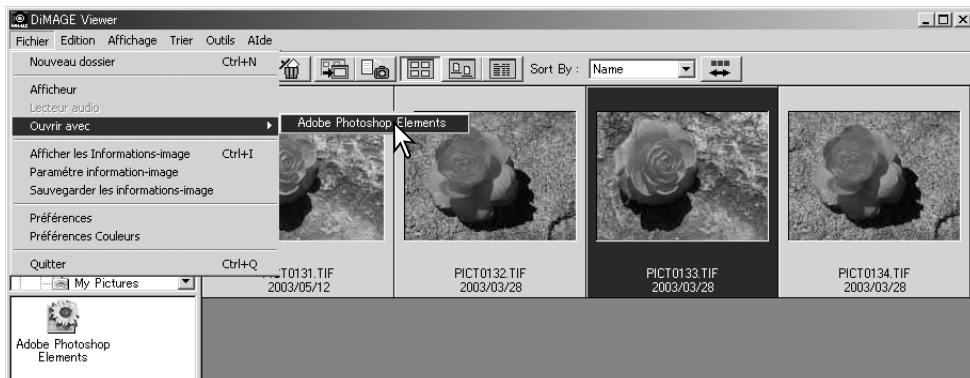 DiMAGE Viewer
Fichier Edition Affichage Trier Outils AIde
Nouveau dossier Ctrl+N
Sort By : Name
Afficheur
Lecteur audio
Ouvrir avec
Adobe Photoshop Elements
Afficher les Informations-image Ctrl+I
Paramétre information-image
Sauvegarder les informations-image
Préférences
Préférences Couleurs
Quitter Ctrl+Q
My Pictures
CT0131.TIF PICT0132.TIF PICT0133.TIF PICT0134.TIF
2003/05/12 2003/03/28 2003/03/28 2003/03/28
Adobe Photoshop
Elements